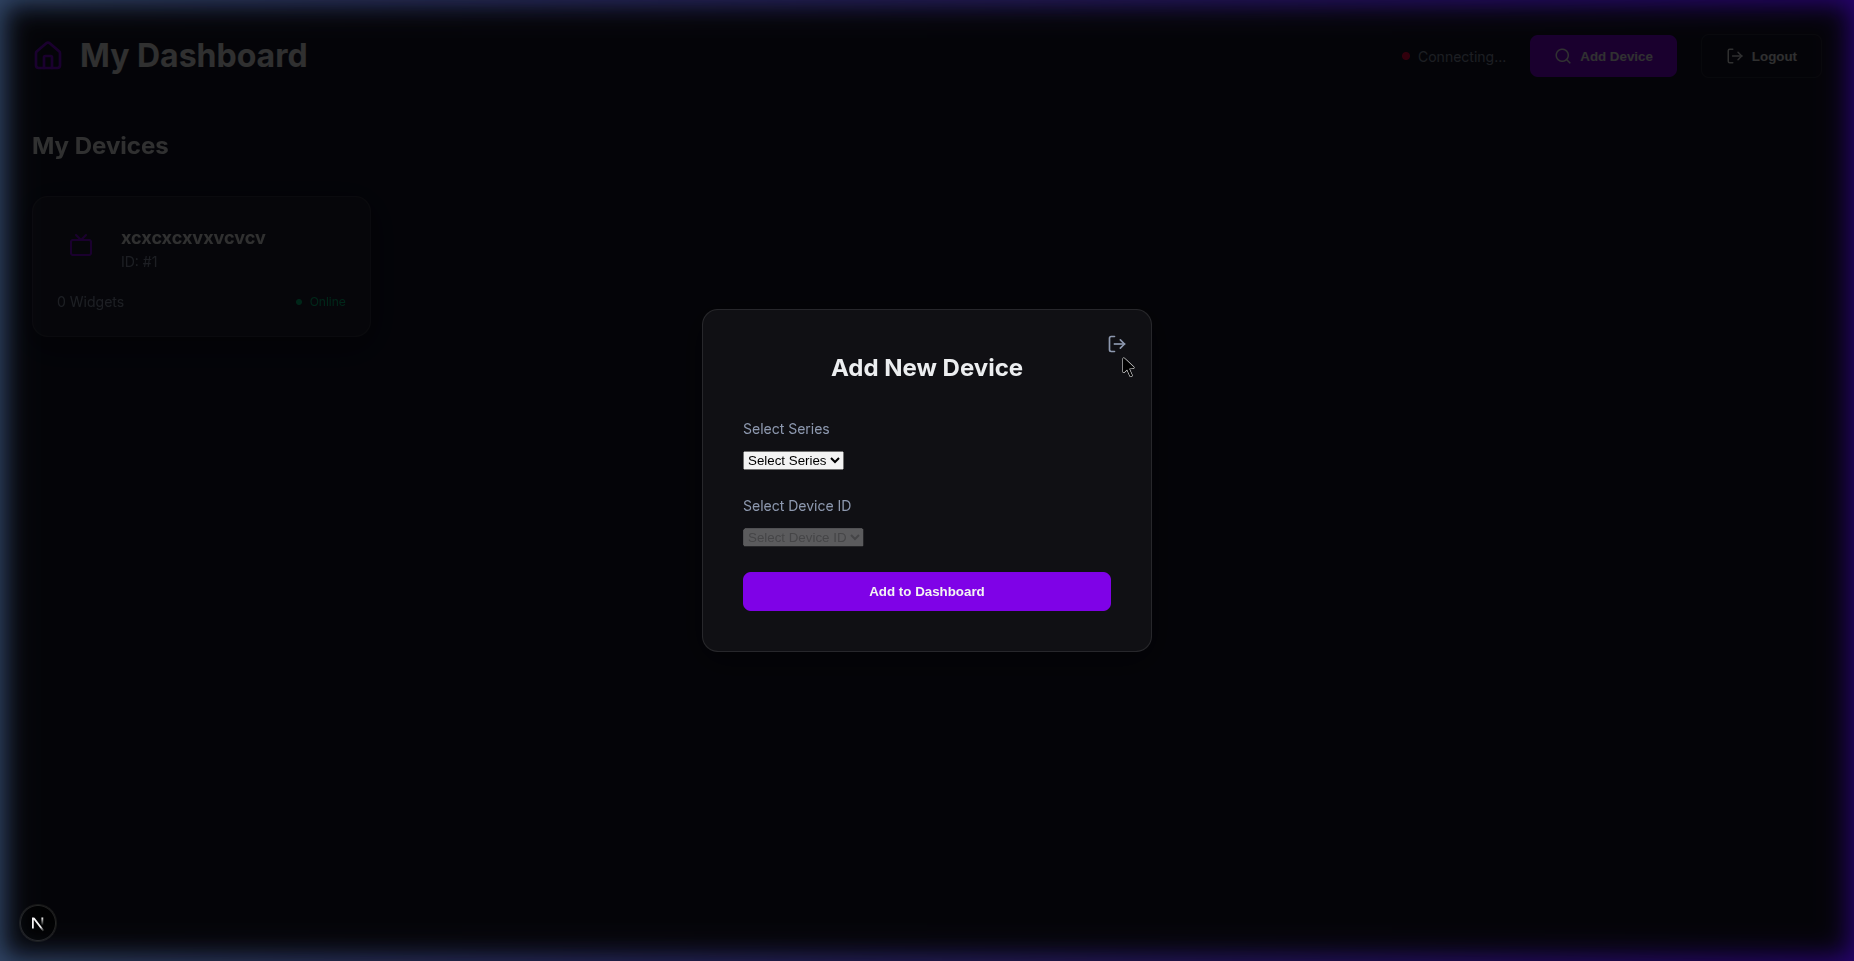 My Dashboard
Connecting...
Add Device
Logout
My Devices
xcxcxcxvxvcvcv
ID: #1
0 Widgets
Online
Add New Device
Select Series
Select Series
Select Device ID
Select Device ID
Add to Dashboard
N